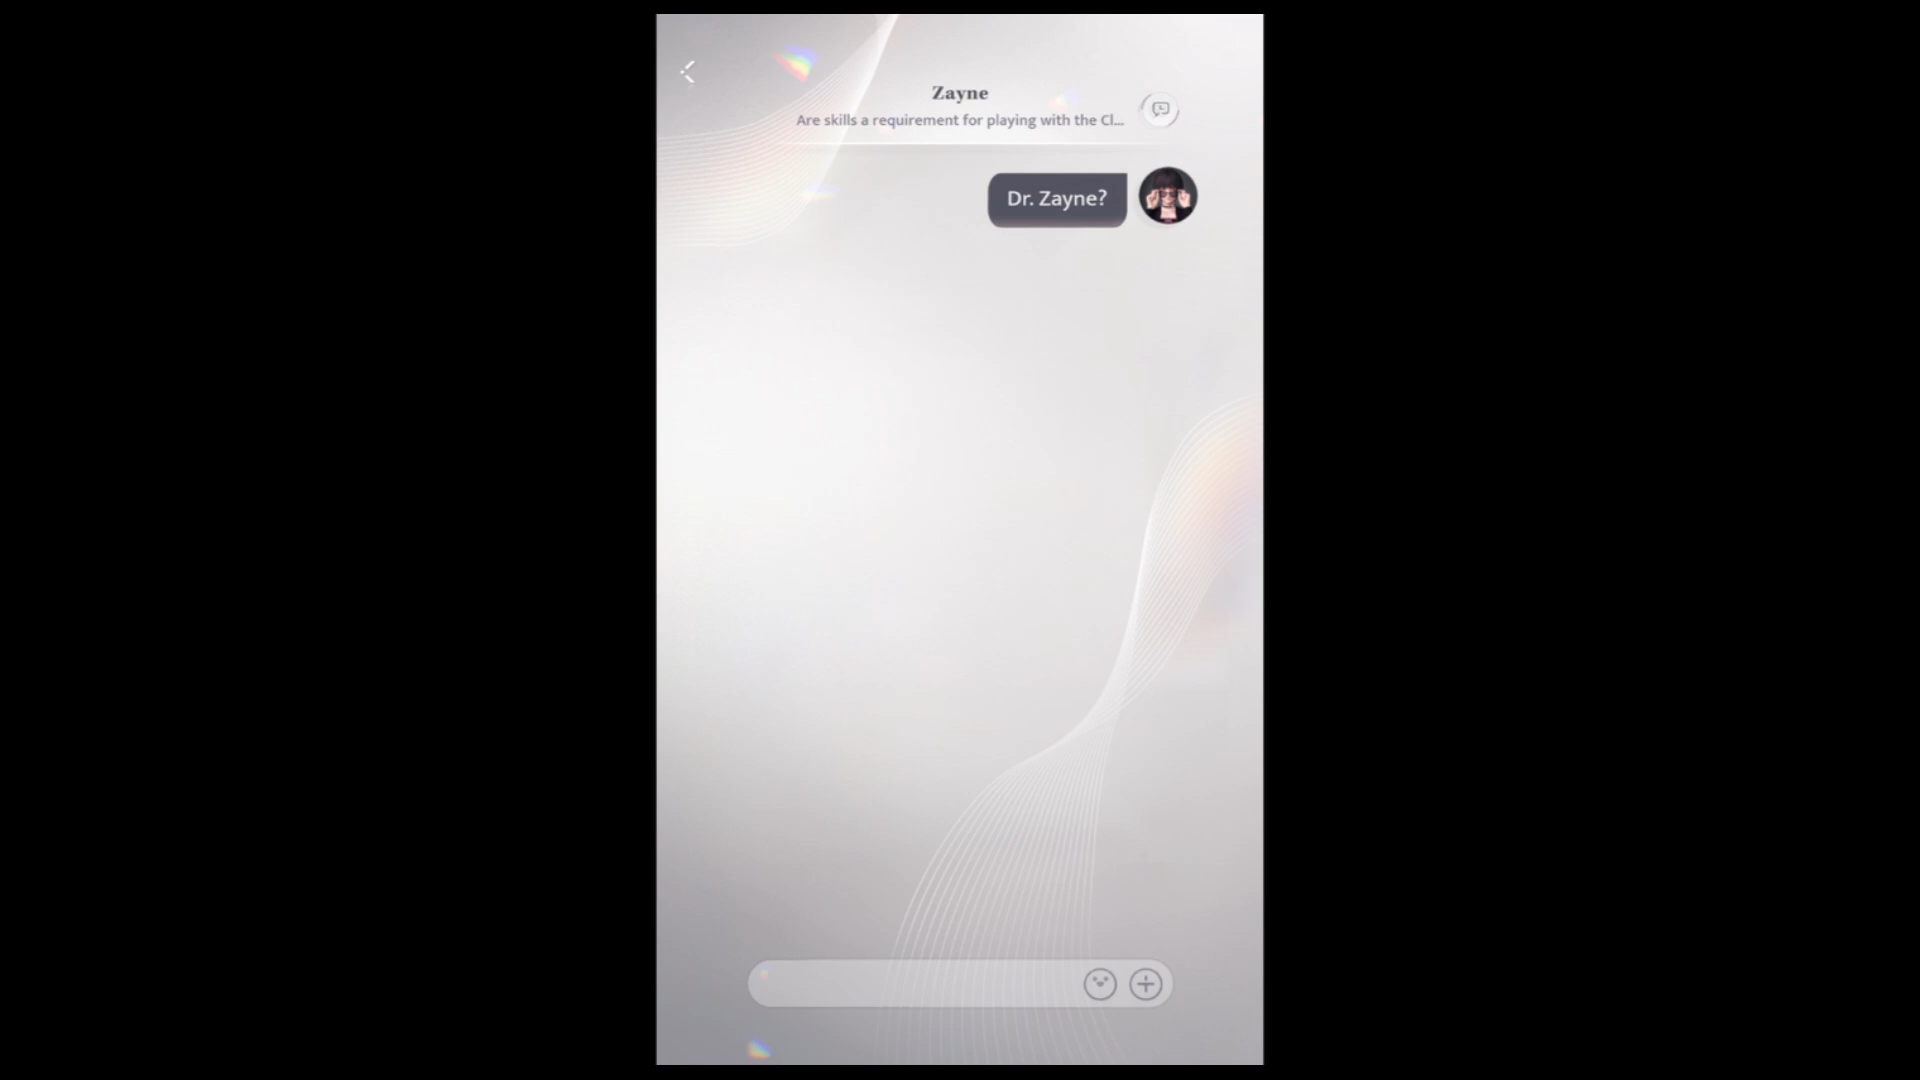 Zayne
Are skills a requirement for playing with the Cl...
Dr. Zayne?